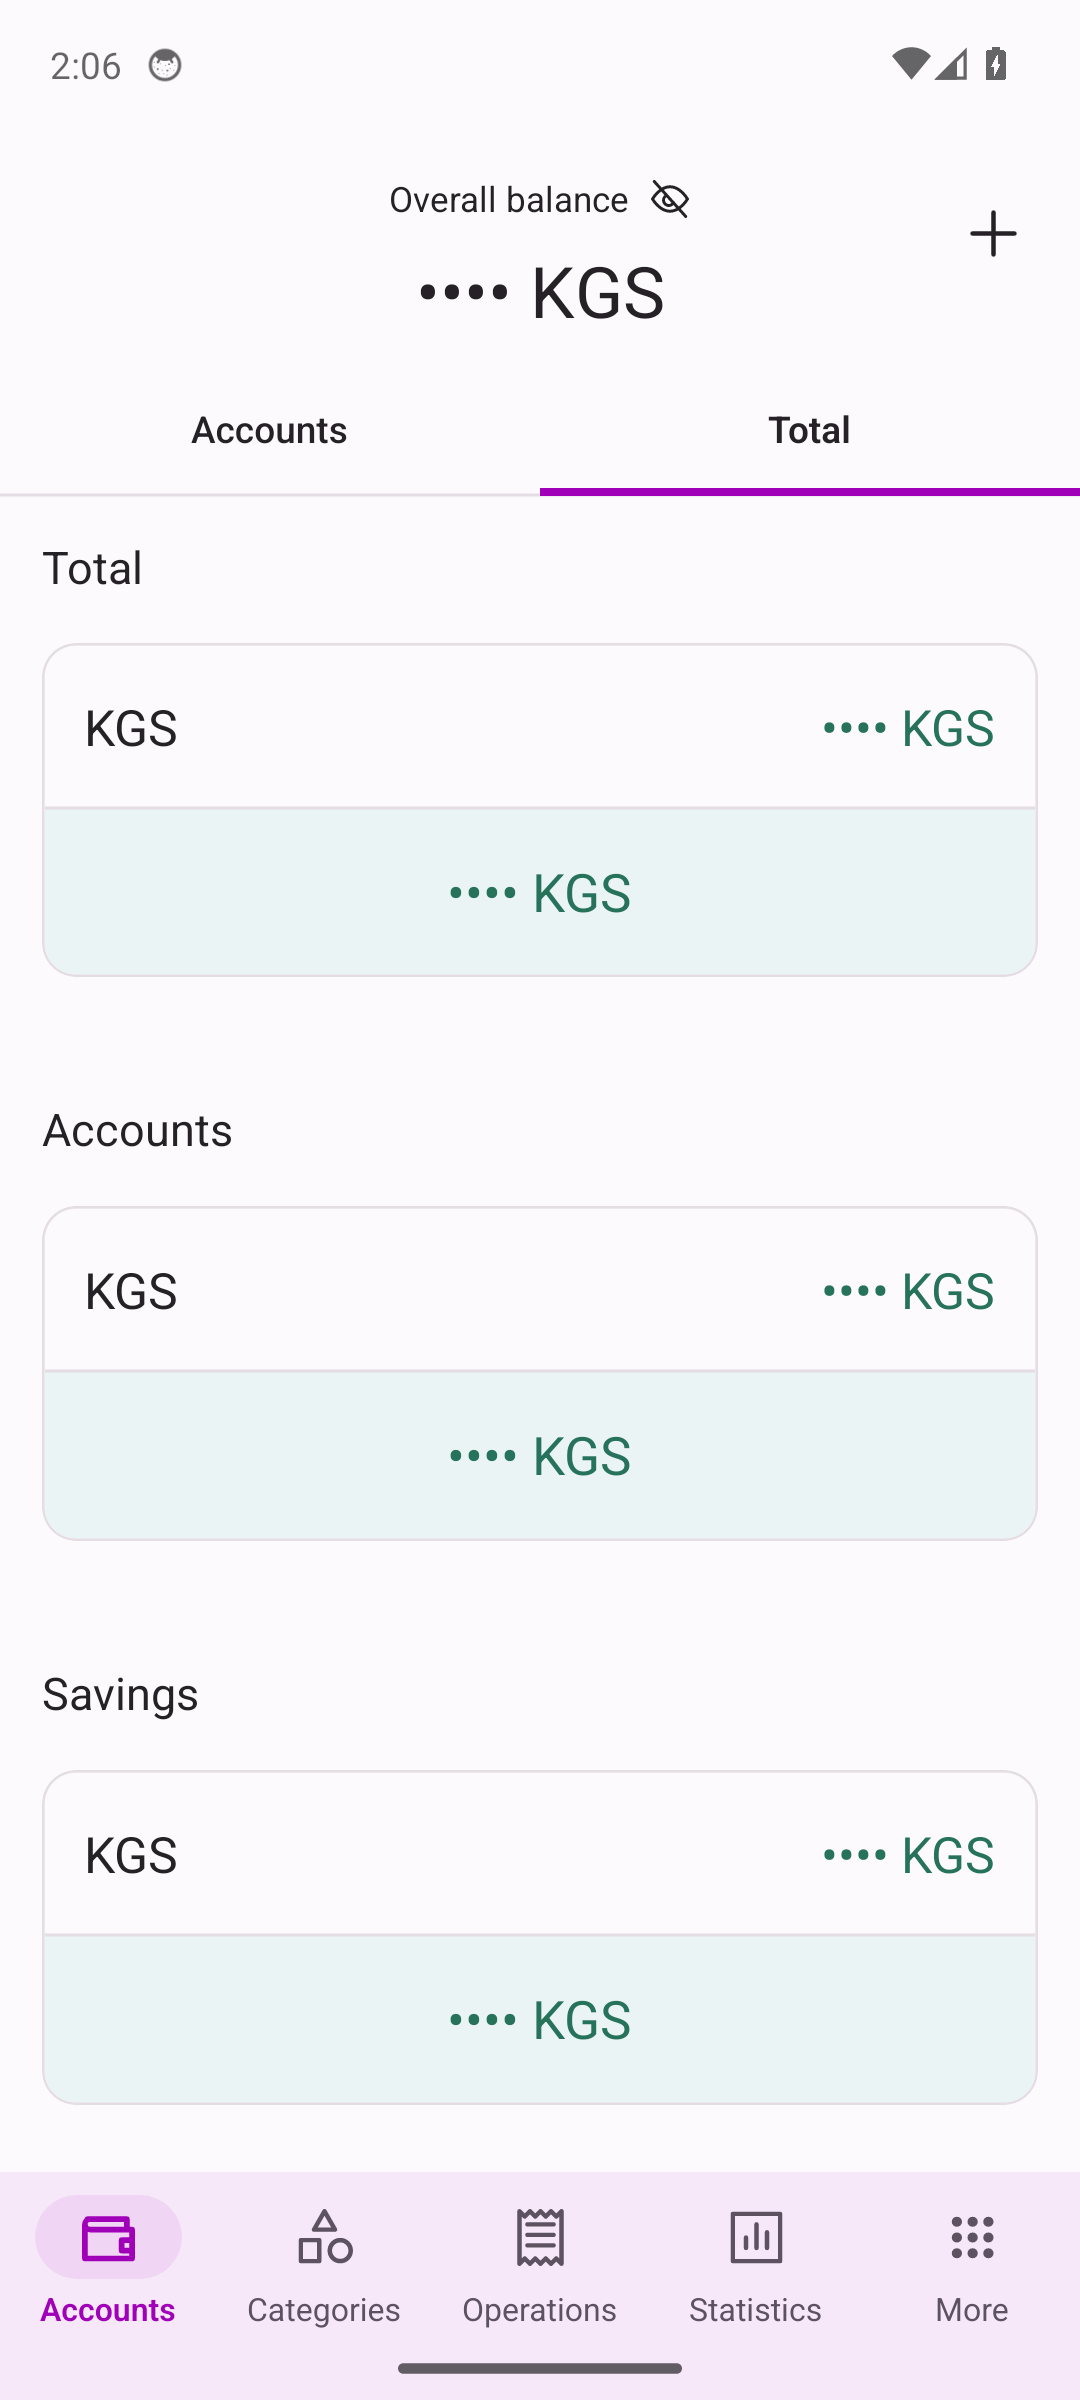 2:06
Overall balance
•••• KGS
Accounts
Total
Total
KGS
•••• KGS
•••• KGS
Accounts
KGS
•••• KGS
•••• KGS
Savings
KGS
•••• KGS
•••• KGS
Accounts
Categories
Operations
Statistics
More